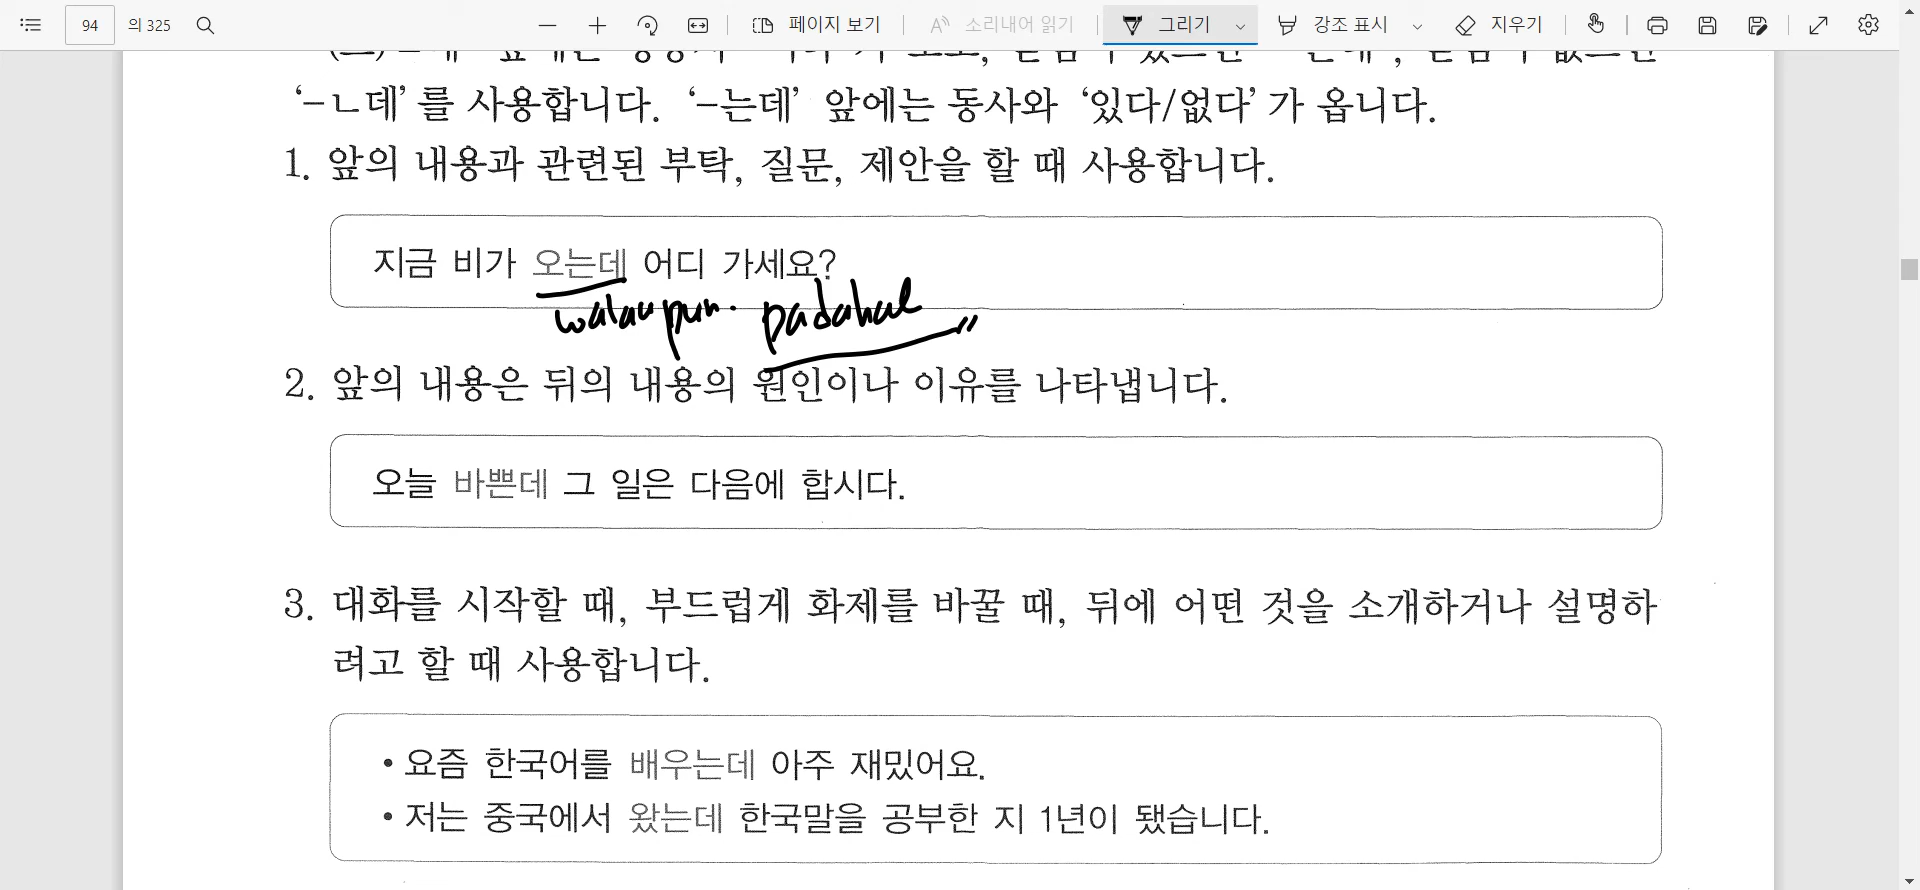 94 의 325 페이지 보기 소리내어 읽기 그리기 강조 표시 지우기
'-ㄴ데'를 사용합니다. '-는데' 앞에는 동사와 '있다/없다'가 옵니다.
1. 앞의 내용과 관련된 부탁, 질문, 제안을 할 때 사용합니다.
지금 비가 오는데 어디 가세요?
walaupun. padahal
2. 앞의 내용은 뒤의 내용의 원인이나 이유를 나타냅니다.
오늘 바쁜데 그 일은 다음에 합시다.
3. 대화를 시작할 때, 부드럽게 화제를 바꿀 때, 뒤에 어떤 것을 소개하거나 설명하
려고 할 때 사용합니다.
• 요즘 한국어를 배우는데 아주 재밌어요.
• 저는 중국에서 왔는데 한국말을 공부한 지 1년이 됐습니다.